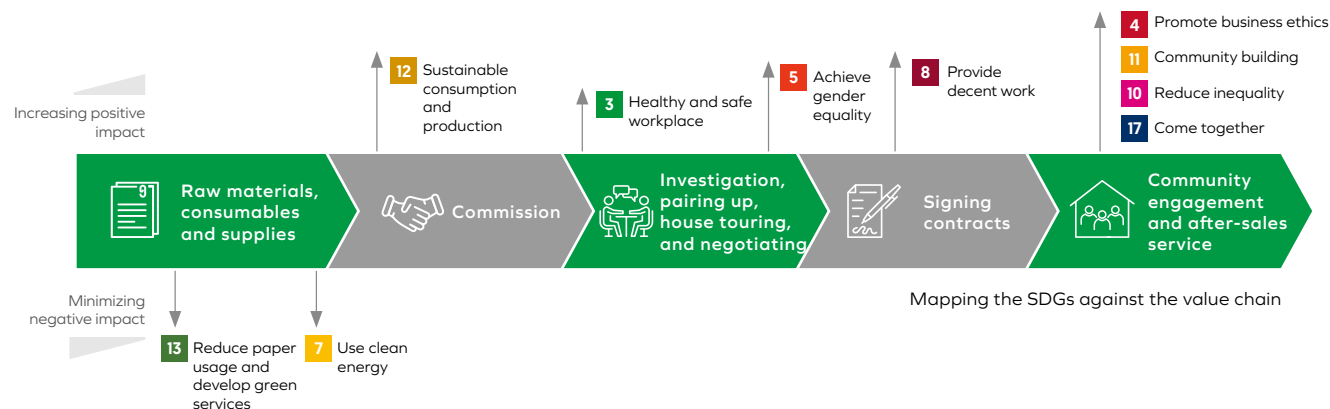 4 Promote business ethics
11 Community building
10 Reduce inequality
17 Come together
12 Sustainable
consumption
and
production
3 Healthy and safe
workplace
5 Achieve
gender
equality
8 Provide
decent work
Increasing positive
impact
91
Raw materials,
consumables
and supplies
Commission
Investigation,
pairing up,
house touring,
and negotiating
Signing
contracts
Community
engagement
and after-sales
service
Minimizing
negative impact
Mapping the SDGs against the value chain
13 Reduce paper
usage and
develop green
services
7 Use clean
energy